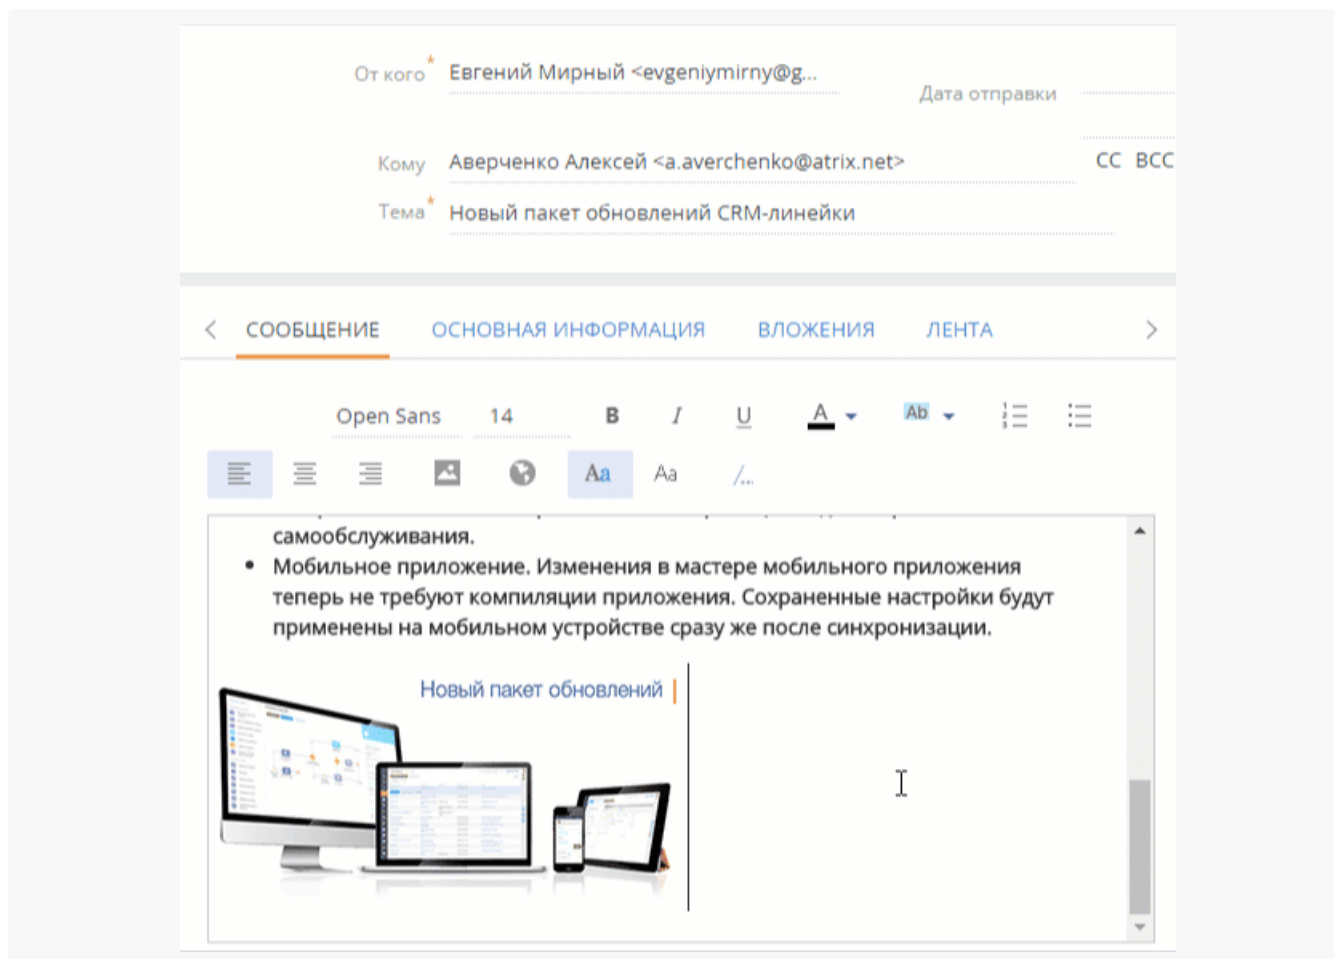 От кого* Евгений Мирный <evgeniymirny@g...
Дата отправки
Кому Аверченко Алексей <a.averchenko@atrix.net> CC BCC
Тема* Новый пакет обновлений CRM-линейки
СООБЩЕНИЕ ОСНОВНАЯ ИНФОРМАЦИЯ ВЛОЖЕНИЯ ЛЕНТА
Open Sans 14 B I U A Ab
Aa Aa /...
самообслуживания.
• Мобильное приложение. Изменения в мастере мобильного приложения
теперь не требуют компиляции приложения. Сохраненные настройки будут
применены на мобильном устройстве сразу же после синхронизации.
Новый пакет обновлений